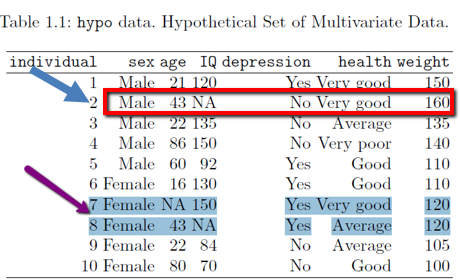 Table 1.1: hypo data. Hypothetical Set of Multivariate Data.
individual sex age IQ depression health weight
1 Male 21 120 Yes Very good 150
2 Male 43 NA No Very good 160
3 Male 22 135 No Average 135
4 Male 86 150 No Very poor 140
5 Male 60 92 Yes Good 110
6 Female 16 130 Yes Good 110
7 Female NA 150 Yes Very good 120
8 Female 43 NA Yes Average 120
9 Female 22 84 No Average 105
10 Female 80 70 No Good 100